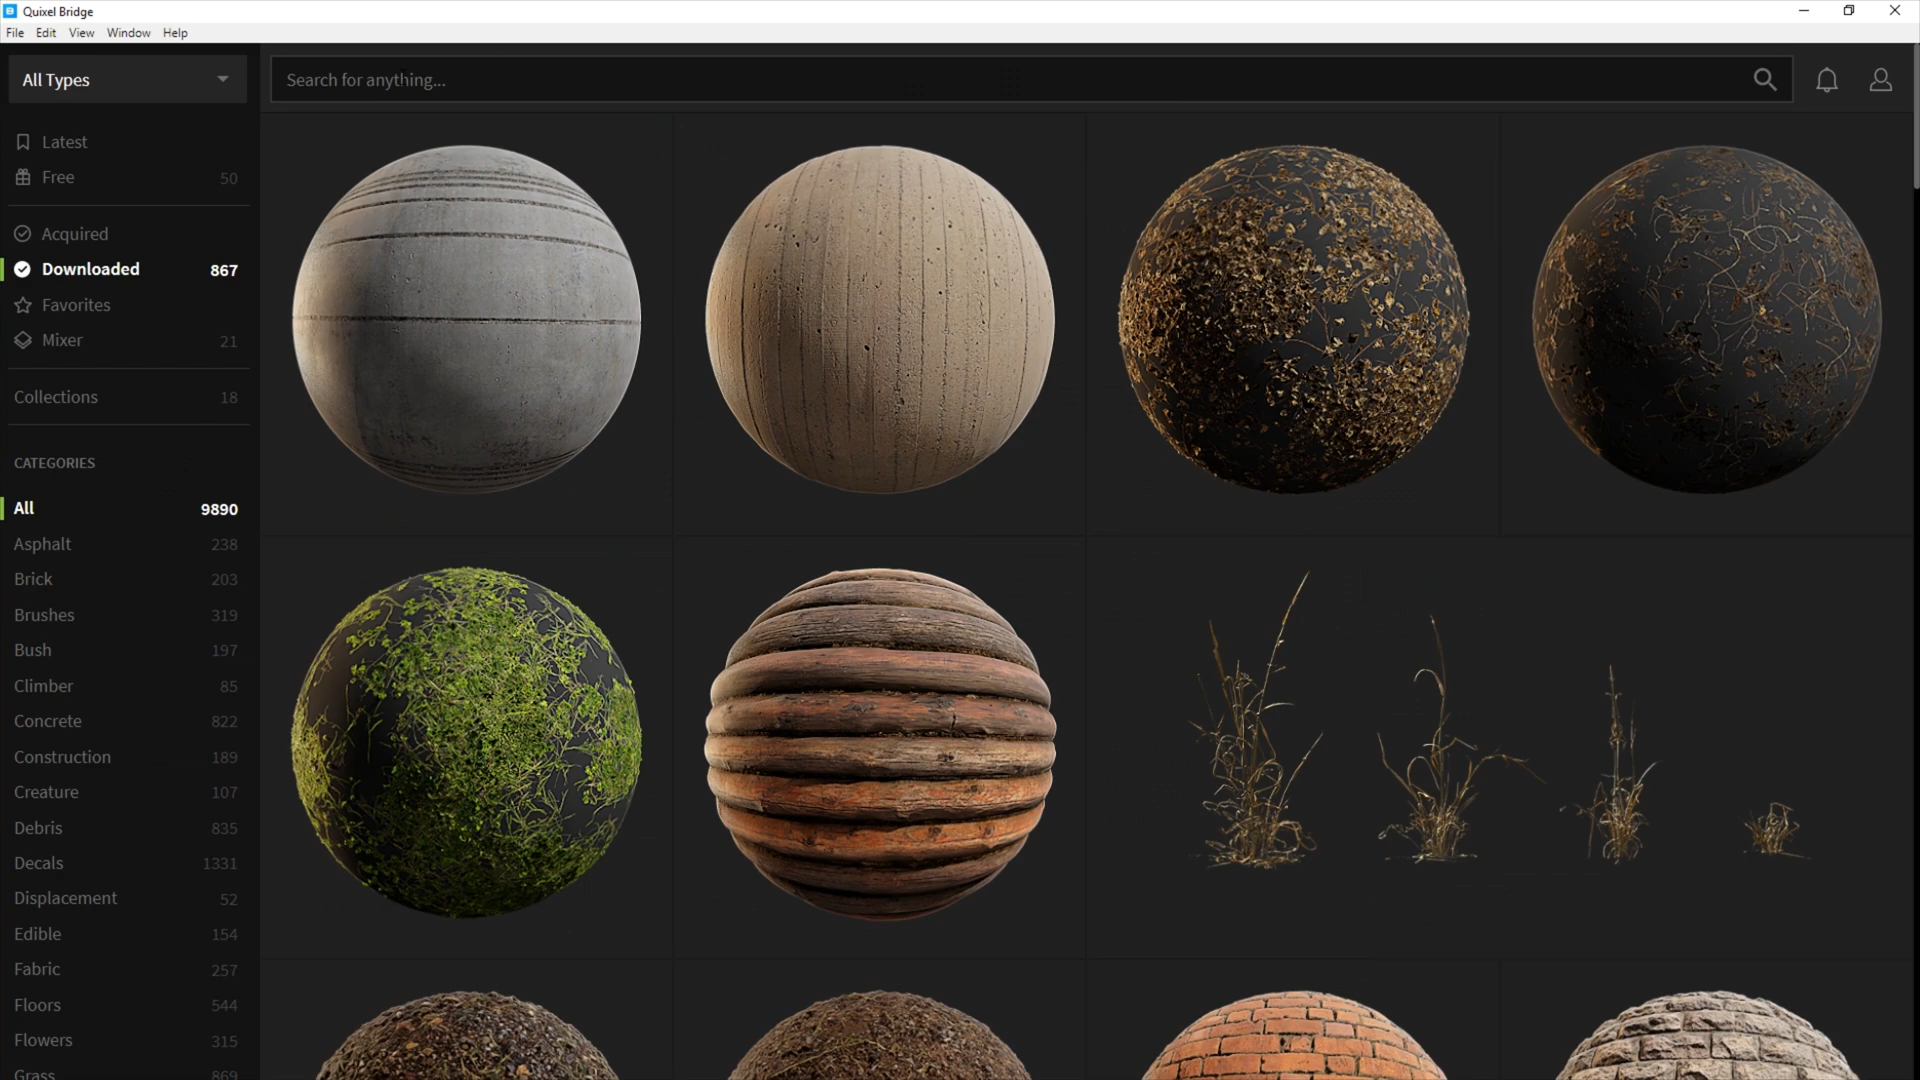 Quixel Bridge
File Edit View Window Help
All Types
Search for anything...
Latest
Free 50
Acquired
Downloaded 867
Favorites
Mixer 21
Collections 18
CATEGORIES
All 9890
Asphalt 238
Brick 203
Brushes 319
Bush 197
Climber 85
Concrete 822
Construction 189
Creature 107
Debris 835
Decals 1331
Displacement 52
Edible 154
Fabric 257
Floors 544
Flowers 315
Grass 869